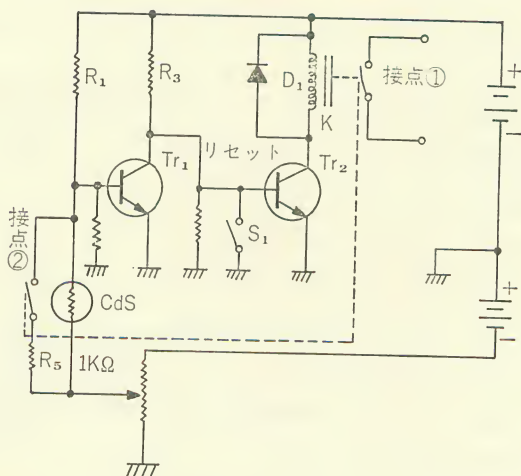 R₁
R₃
D₁
K
接点①
+
−
Tr₁
リセット
Tr₂
S₁
接点
②
CdS
R₅
1KΩ
+
−